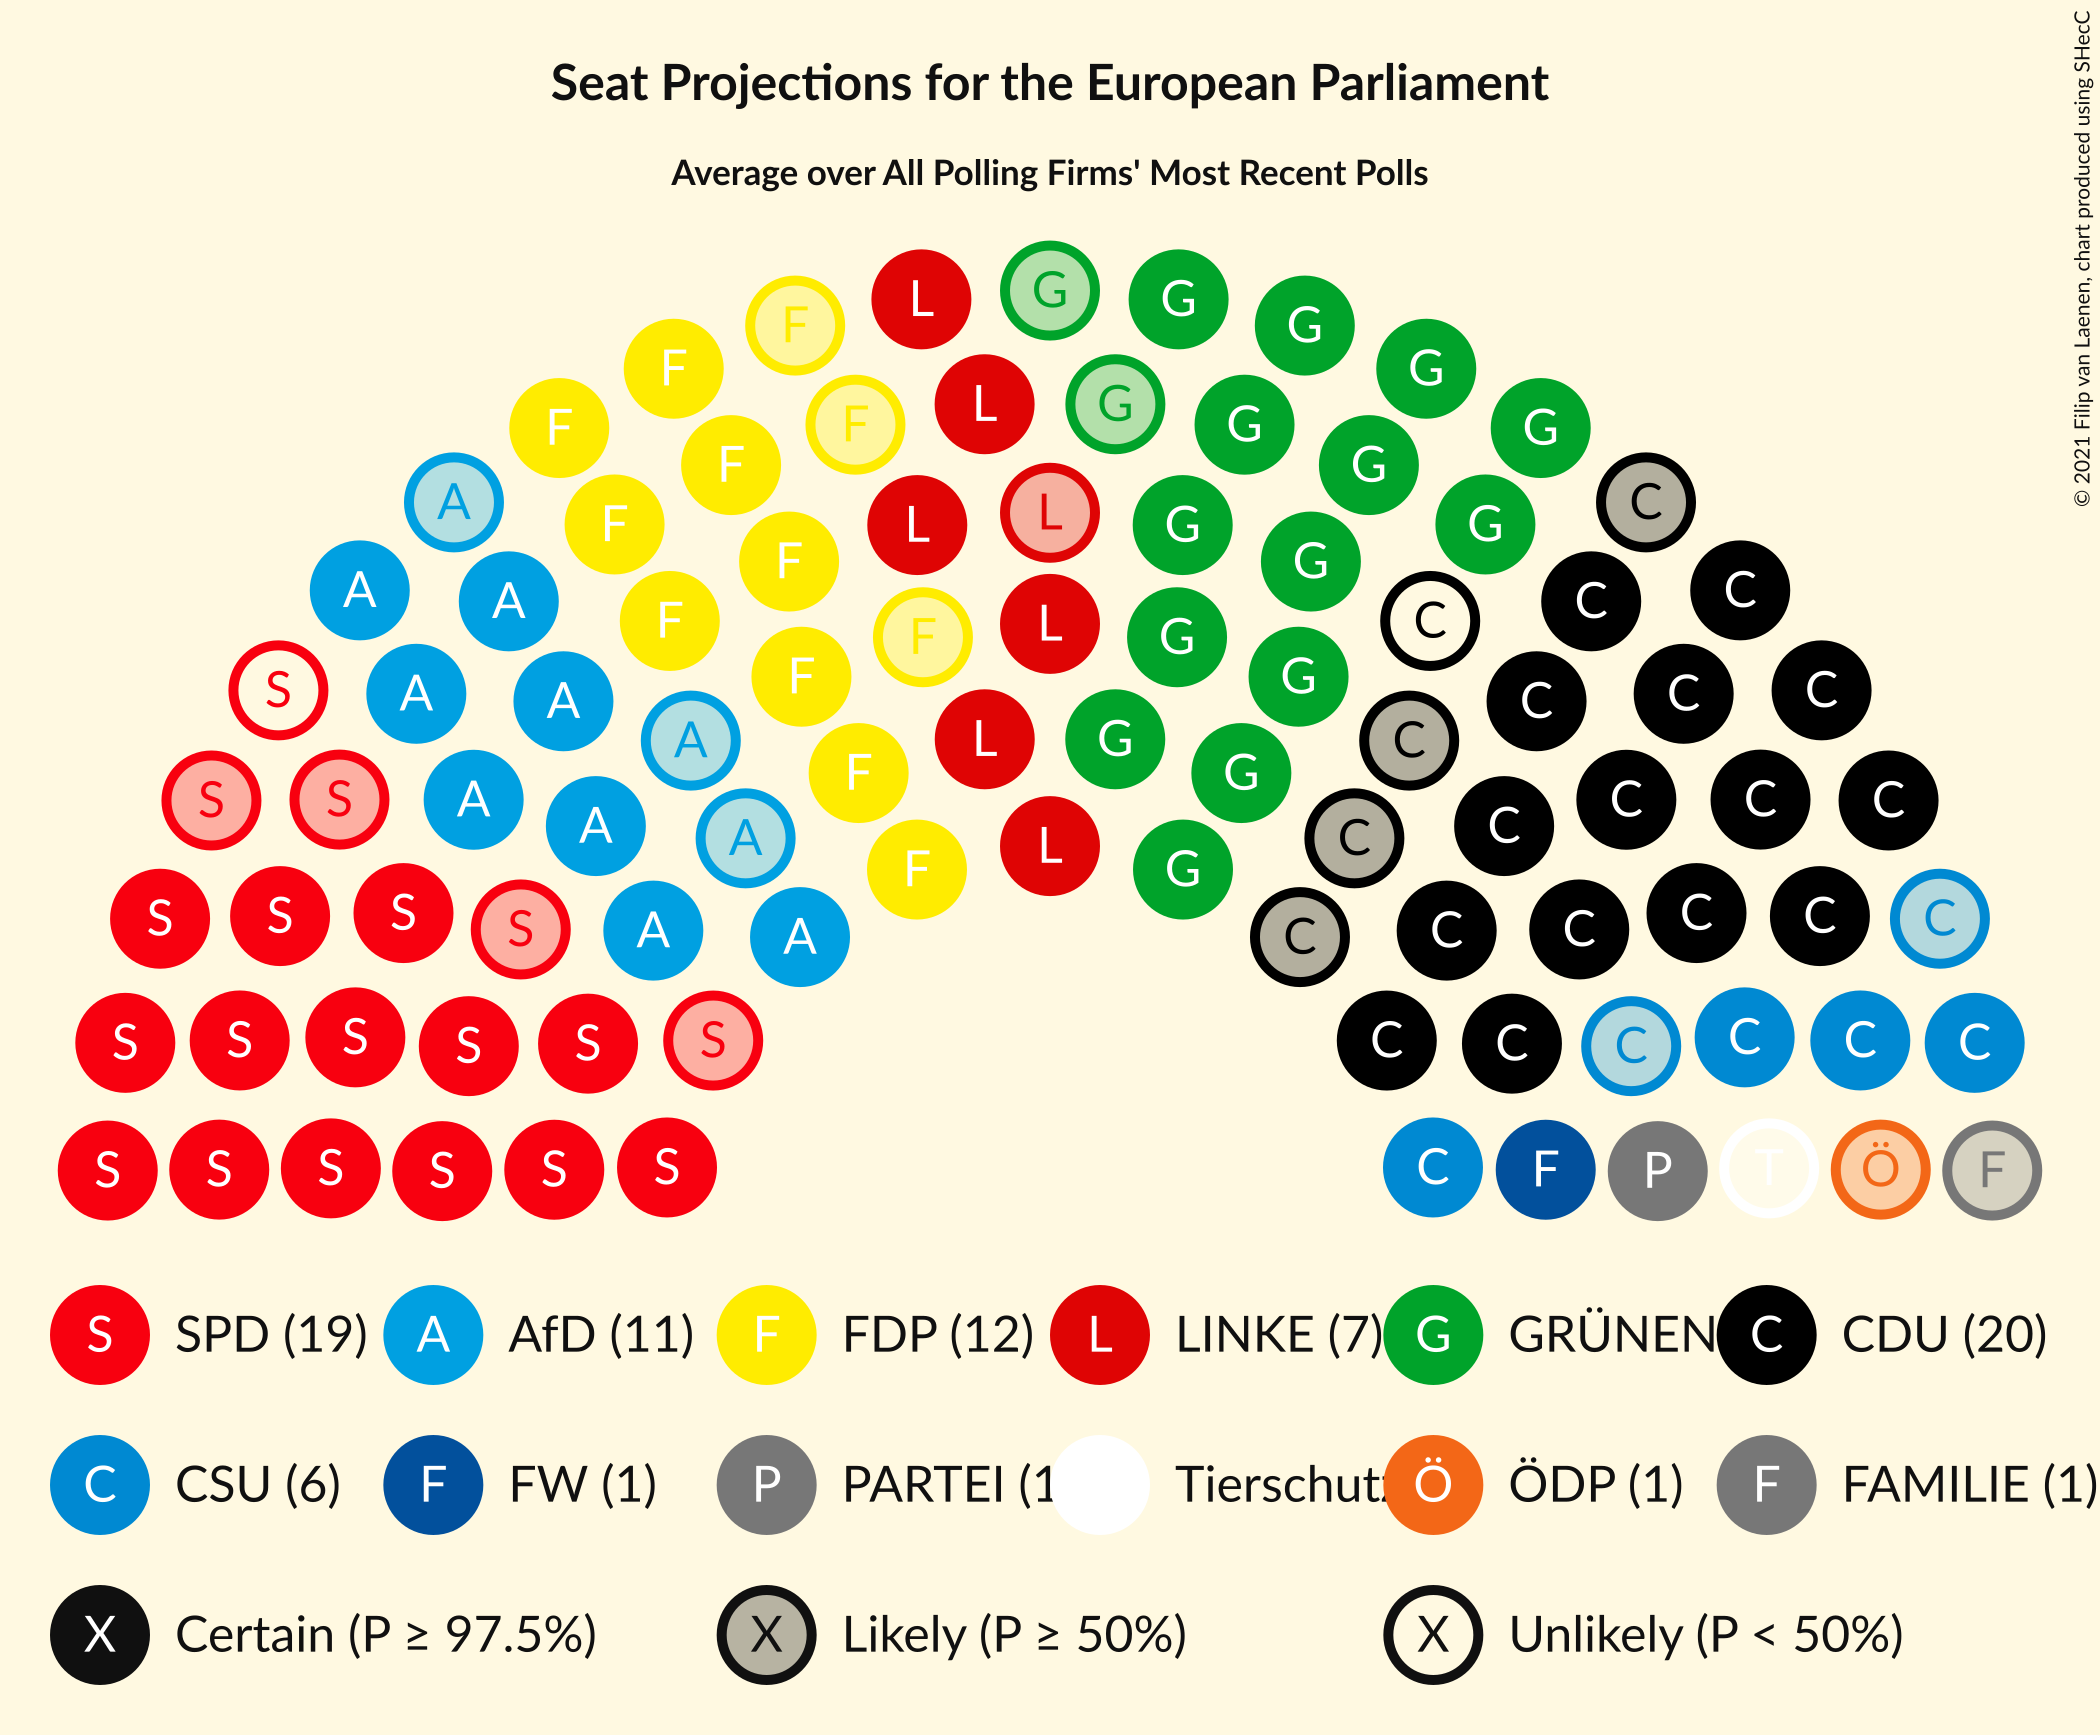 Seat Projections for the European Parliament
Average over All Polling Firms' Most Recent Polls
© 2021 Filip van Laenen, chart produced using SHecC
L G G G
F G
F L G G G
F F G
A F L L G G C
F F G
A A F F L G C C C
F G
S A A A F L G C C C C
F G
S S A A A F L G C C C C C
S S S S A A F G C C C C C C
S S S S S S C C C C C C
S S S S S S C F P T Ö F
S SPD (19) A AfD (11) F FDP (12) L LINKE (7) G GRÜNEN C CDU (20)
C CSU (6) F FW (1) P PARTEI (1 Tierschutz Ö ÖDP (1) F FAMILIE (1)
X Certain (P ≥ 97.5%) X Likely (P ≥ 50%) X Unlikely (P < 50%)